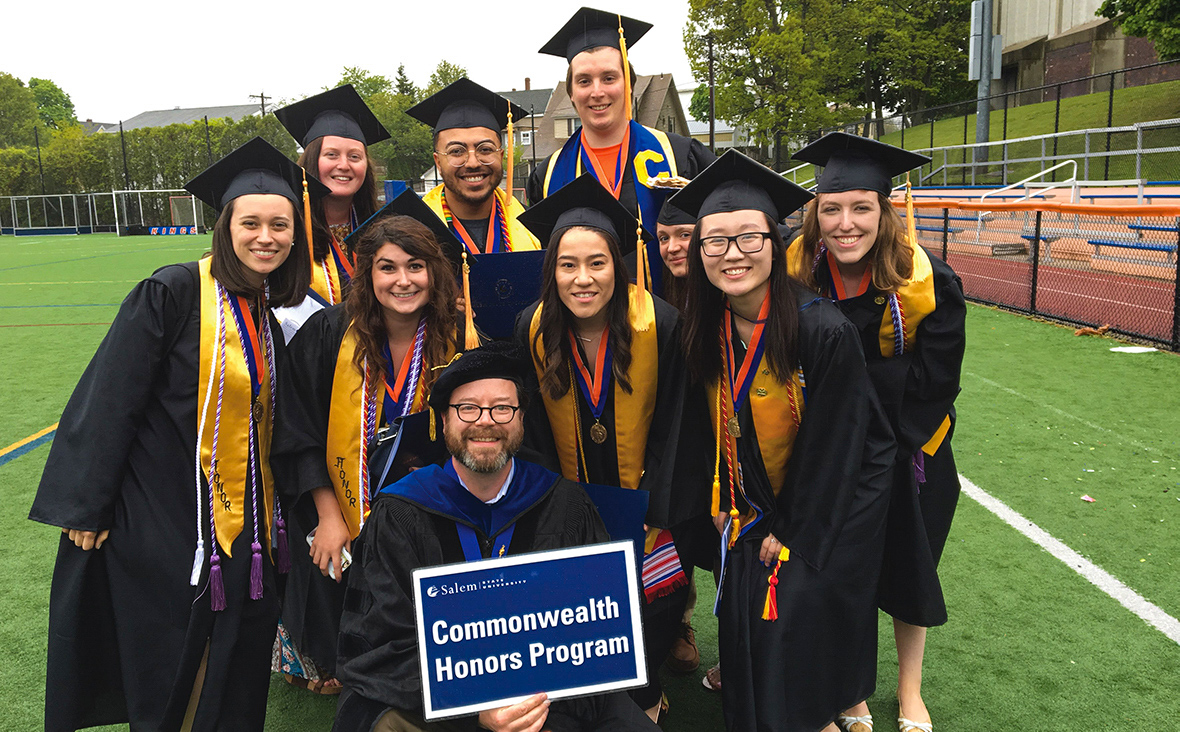 KINGS
C
HONOR
HONOR
Salem | STATE UNIVERSITY
Commonwealth
Honors Program